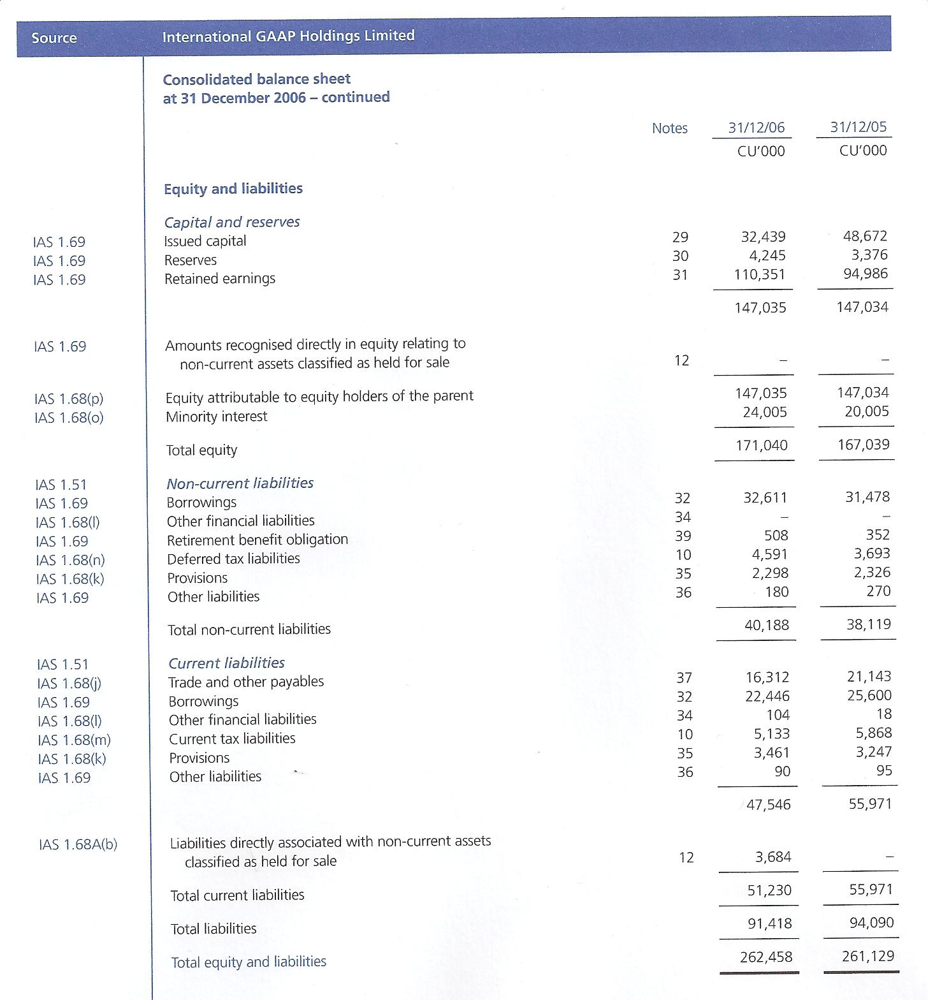 Source International GAAP Holdings Limited
Consolidated balance sheet
at 31 December 2006 – continued
Notes 31/12/06 31/12/05
CU'000 CU'000
Equity and liabilities
Capital and reserves
IAS 1.69 Issued capital 29 32,439 48,672
IAS 1.69 Reserves 30 4,245 3,376
IAS 1.69 Retained earnings 31 110,351 94,986
147,035 147,034
IAS 1.69 Amounts recognised directly in equity relating to
non-current assets classified as held for sale 12 – –
IAS 1.68(p) Equity attributable to equity holders of the parent 147,035 147,034
IAS 1.68(o) Minority interest 24,005 20,005
Total equity 171,040 167,039
IAS 1.51 Non-current liabilities
IAS 1.69 Borrowings 32 32,611 31,478
IAS 1.68(l) Other financial liabilities 34 – –
IAS 1.69 Retirement benefit obligation 39 508 352
IAS 1.68(n) Deferred tax liabilities 10 4,591 3,693
IAS 1.68(k) Provisions 35 2,298 2,326
IAS 1.69 Other liabilities 36 180 270
Total non-current liabilities 40,188 38,119
IAS 1.51 Current liabilities
IAS 1.68(j) Trade and other payables 37 16,312 21,143
IAS 1.69 Borrowings 32 22,446 25,600
IAS 1.68(l) Other financial liabilities 34 104 18
IAS 1.68(m) Current tax liabilities 10 5,133 5,868
IAS 1.68(k) Provisions 35 3,461 3,247
IAS 1.69 Other liabilities 36 90 95
47,546 55,971
IAS 1.68A(b) Liabilities directly associated with non-current assets
classified as held for sale 12 3,684 –
Total current liabilities 51,230 55,971
Total liabilities 91,418 94,090
Total equity and liabilities 262,458 261,129